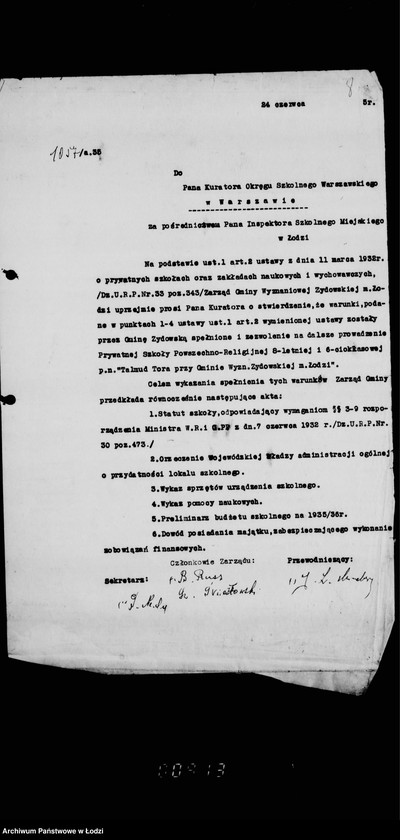 8
24 czerwca 5r.
1057/a.35
Do
Pana Kuratora Okręgu Szkolnego Warszawskiego
w Warszawie
za pośrednictwem Pana Inspektora Szkolnego Miejskiego
w Łodzi
Na podstawie ust.1 art.2 ustawy z dnia 11 marca 1932r.
o prywatnych szkołach oraz zakładach naukowych i wychowawczych,
/Dz.U.R.P.Nr.33 poz.343/Zarząd Gminy Wyznaniowej Żydowskiej m.Ło-
dzi uprzejmie prosi Pana Kuratora o stwierdzenie,że warunki,poda-
ne w punktach 1-4 ustawy ust.1 art.2 wymienionej ustawy zostały
przez Gminę Żydowską spełnione i zezwolenie na dalsze prowadzenie
Prywatnej Szkoły Powszechno-Religijnej 8-letniej i 6-cioklasowej
p.n."Talmud Tora przy Gminie Wyzn.Żydowskiej m.Łodzi".
Celem wykazania spełnienia tych warunków Zarząd Gminy
przedkłada równocześnie następujące akta:
1.Statut szkoły,odpowiadający wymaganiom §§ 3-9 rozpo-
rządzenia Ministra W.R.i O.PP z dn.7 czerwca 1932 r./Dz.U.R.P.Nr.
30 poz.473./
2.Orzeczenie Wojewódzkiej Władzy administracji ogólnej
o przydatności lokalu szkolnego.
3.Wykaz sprzętów urządzenia szkolnego.
4.Wykaz pomocy naukowych.
5.Preliminarz budżetu szkolnego na 1935/36r.
6.Dowód posiadania majątku,zabezpieczającego wykonanie
zobowiązań finansowych.
Członkowie Zarządu: Przewodniczący:
Sekretarz:
00913
Archiwum Państwowe w Łodzi